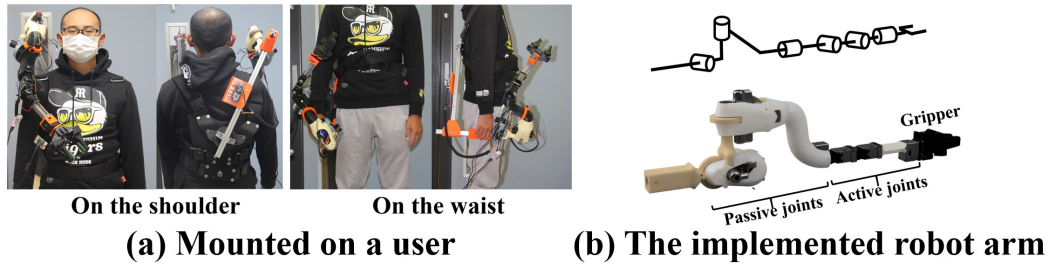 On the shoulder
On the waist
(a) Mounted on a user
Gripper
Passive joints
Active joints
(b) The implemented robot arm